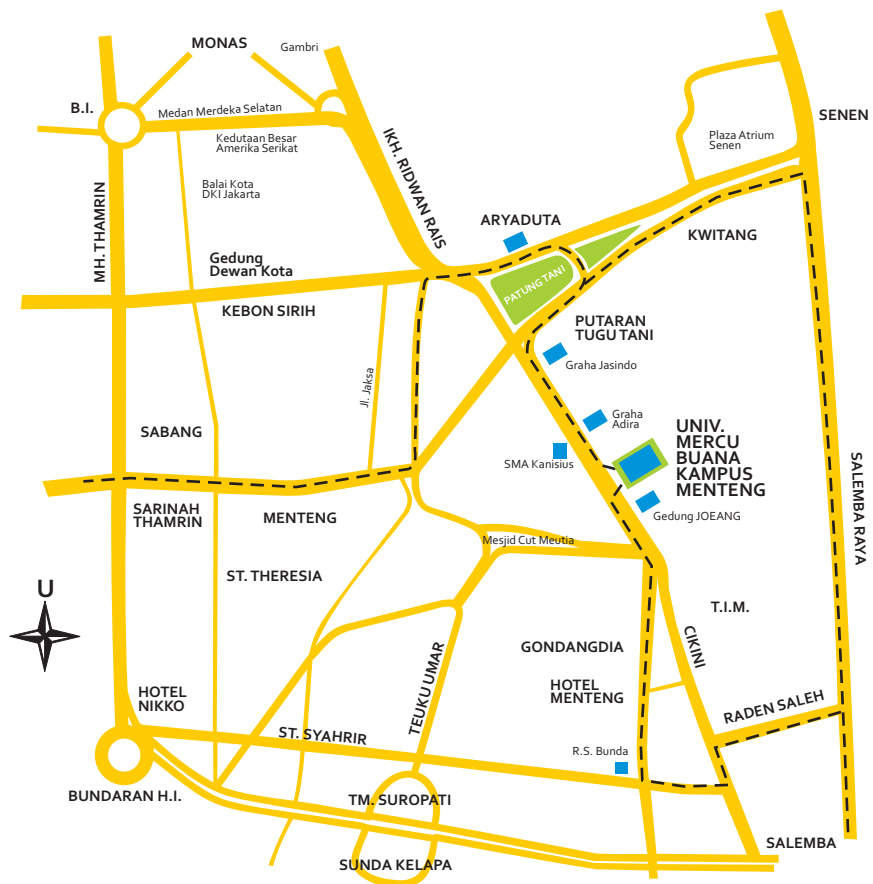 MONAS
Gambri
B.I.
Medan Merdeka Selatan
Kedutaan Besar
Amerika Serikat
IKH. RIDWAN RAIS
SENEN
Plaza Atrium
Senen
Balai Kota
DKI Jakarta
MH. THAMRIN
ARYADUTA
KWITANG
Gedung
Dewan Kota
PATUNG TANI
KEBON SIRIH
PUTARAN
TUGU TANI
Graha Jasindo
Jl. Jaksa
Graha
Adira
SABANG
UNIV.
MERCU
BUANA
KAMPUS
MENTENG
SMA Kanisius
SALEMBA RAYA
SARINAH
THAMRIN
MENTENG
Gedung JOEANG
Mesjid Cut Meutia
ST. THERESIA
U
T.I.M.
GONDANGDIA
CIKINI
TEUKU UMAR
HOTEL
MENTENG
HOTEL
NIKKO
RADEN SALEH
ST. SYAHRIR
R.S. Bunda
BUNDARAN H.I.
TM. SUROPATI
SALEMBA
SUNDA KELAPA